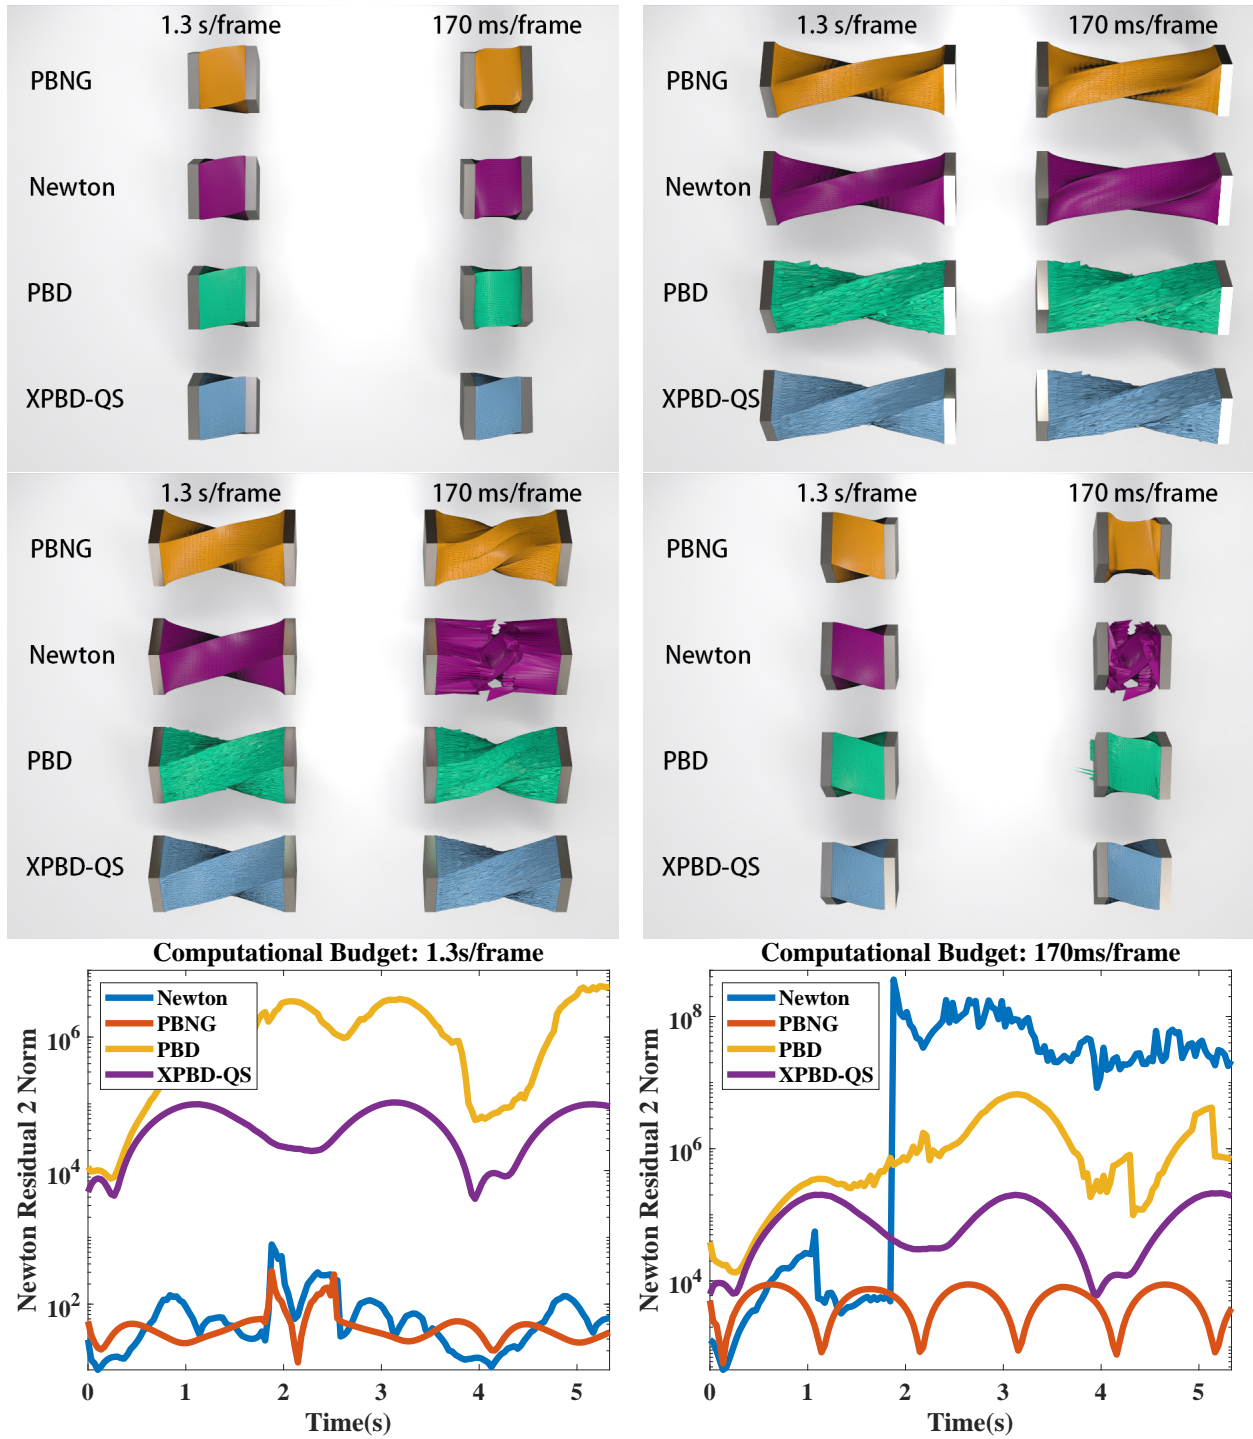 1.3 s/frame 170 ms/frame
PBNG
Newton
PBD
XPBD-QS
1.3 s/frame 170 ms/frame
PBNG
Newton
PBD
XPBD-QS
1.3 s/frame 170 ms/frame
PBNG
Newton
PBD
XPBD-QS
1.3 s/frame 170 ms/frame
PBNG
Newton
PBD
XPBD-QS
Computational Budget: 1.3s/frame
Newton
PBNG
PBD
XPBD-QS
Newton Residual 2 Norm
10^6
10^4
10^2
0 1 2 3 4 5
Time(s)
Computational Budget: 170ms/frame
Newton
PBNG
PBD
XPBD-QS
Newton Residual 2 Norm
10^8
10^6
10^4
0 1 2 3 4 5
Time(s)